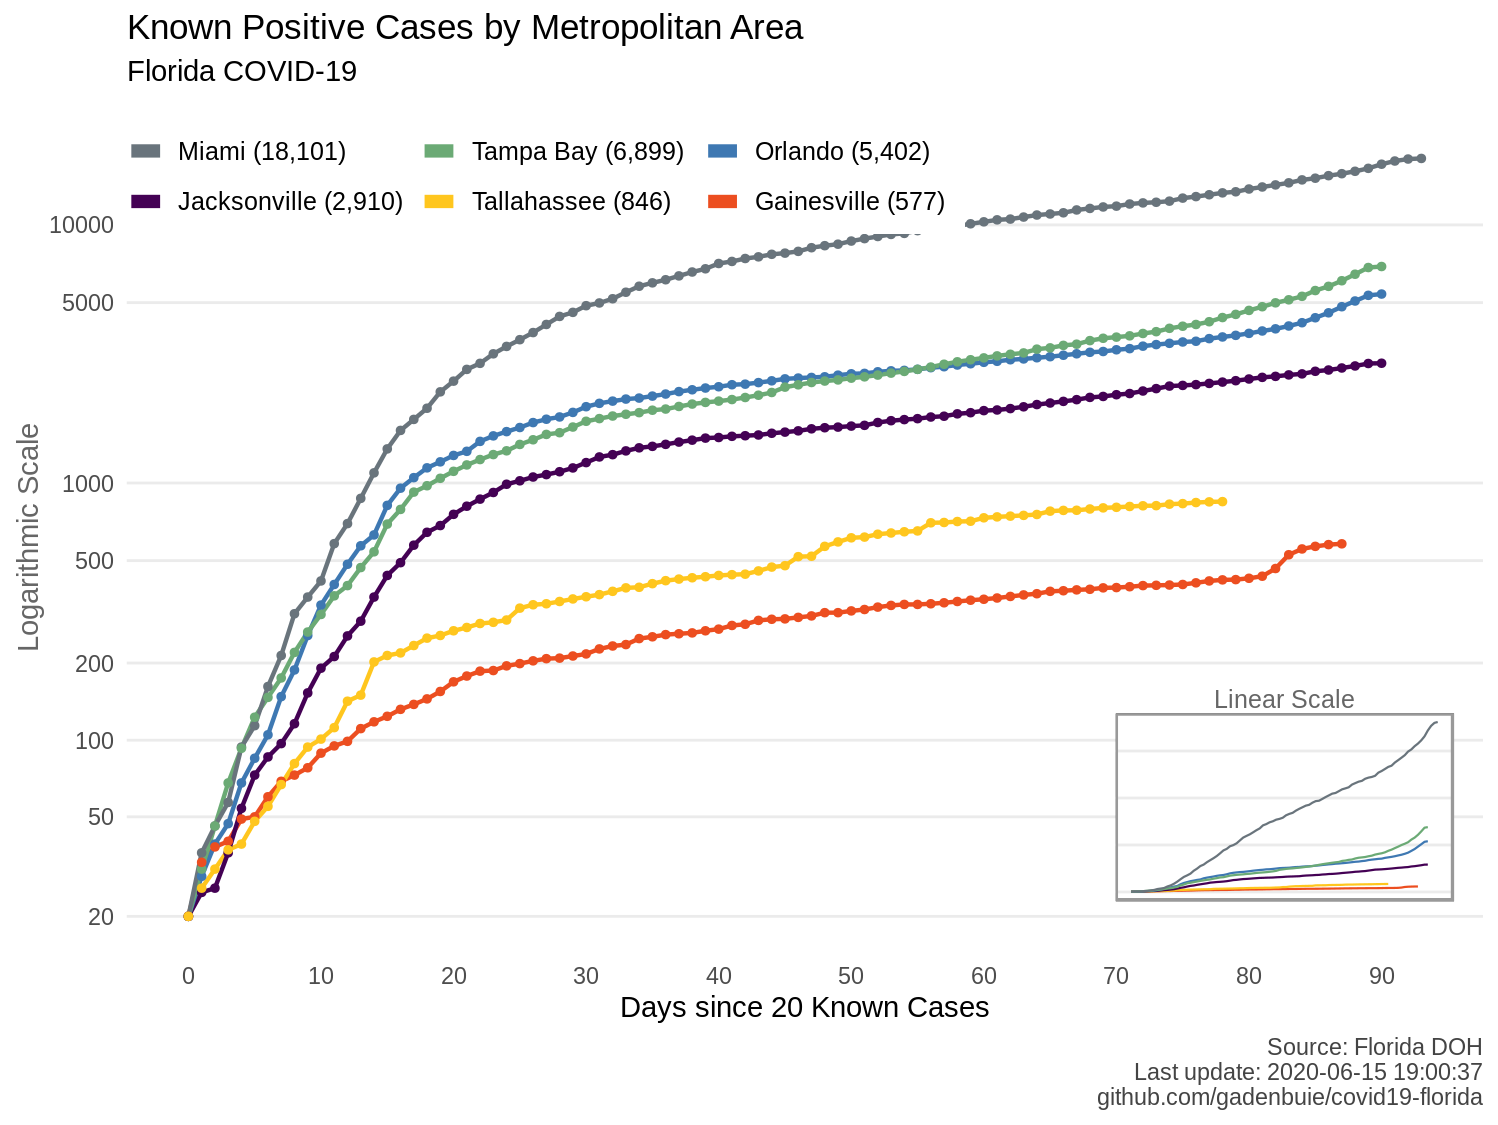 Known Positive Cases by Metropolitan Area
Florida COVID-19
Miami (18,101) Tampa Bay (6,899) Orlando (5,402)
Jacksonville (2,910) Tallahassee (846) Gainesville (577)
Logarithmic Scale
10000
5000
1000
500
200
100
50
20
Linear Scale
0 10 20 30 40 50 60 70 80 90
Days since 20 Known Cases
Source: Florida DOH
Last update: 2020-06-15 19:00:37
github.com/gadenbuie/covid19-florida